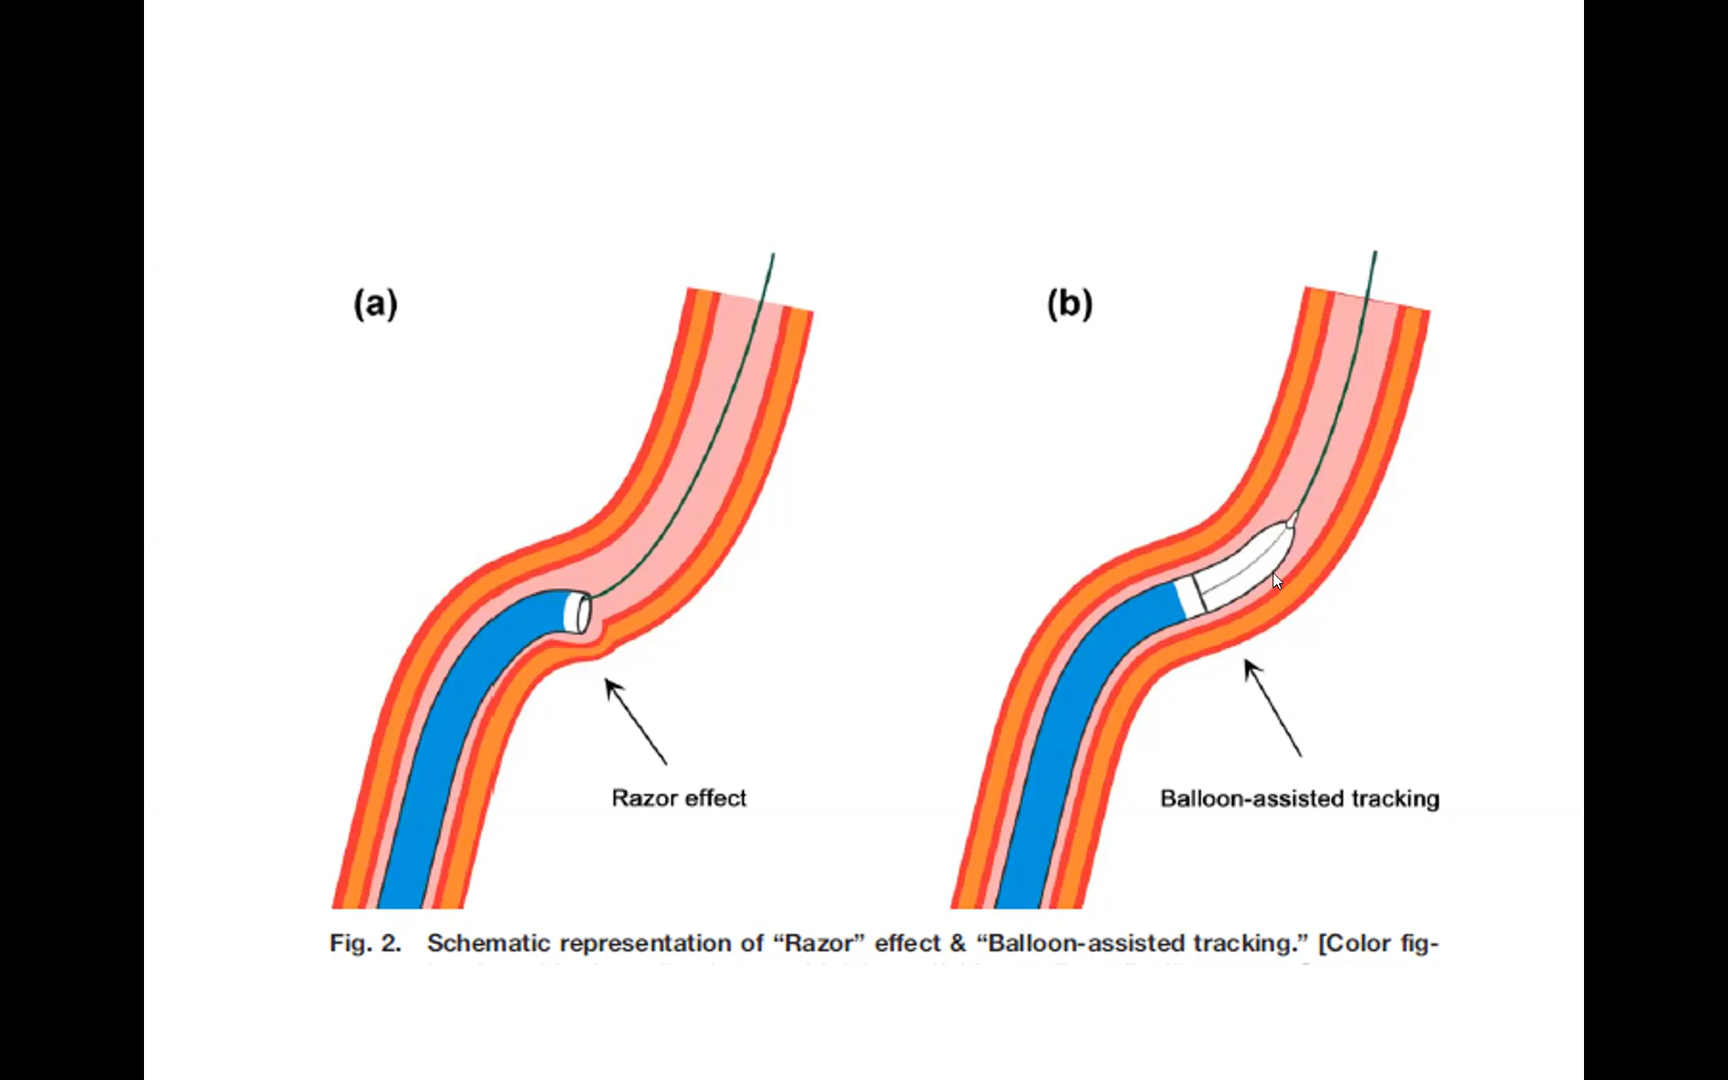 (a)
(b)
Razor effect
Balloon-assisted tracking
Fig. 2. Schematic representation of “Razor” effect & “Balloon-assisted tracking.” [Color fig-